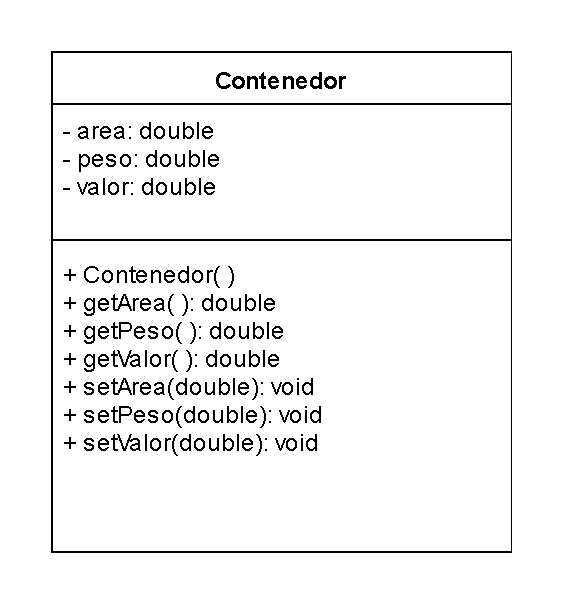 Contenedor
- area: double
- peso: double
- valor: double
+ Contenedor( )
+ getArea( ): double
+ getPeso( ): double
+ getValor( ): double
+ setArea(double): void
+ setPeso(double): void
+ setValor(double): void